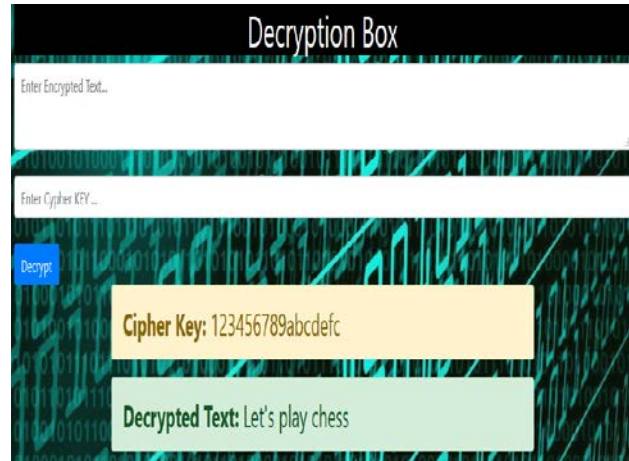 Decryption Box
Enter Encrypted Text...
Enter Cypher KEY ...
Decrypt
Cipher Key: 123456789abcdefc
Decrypted Text: Let's play chess